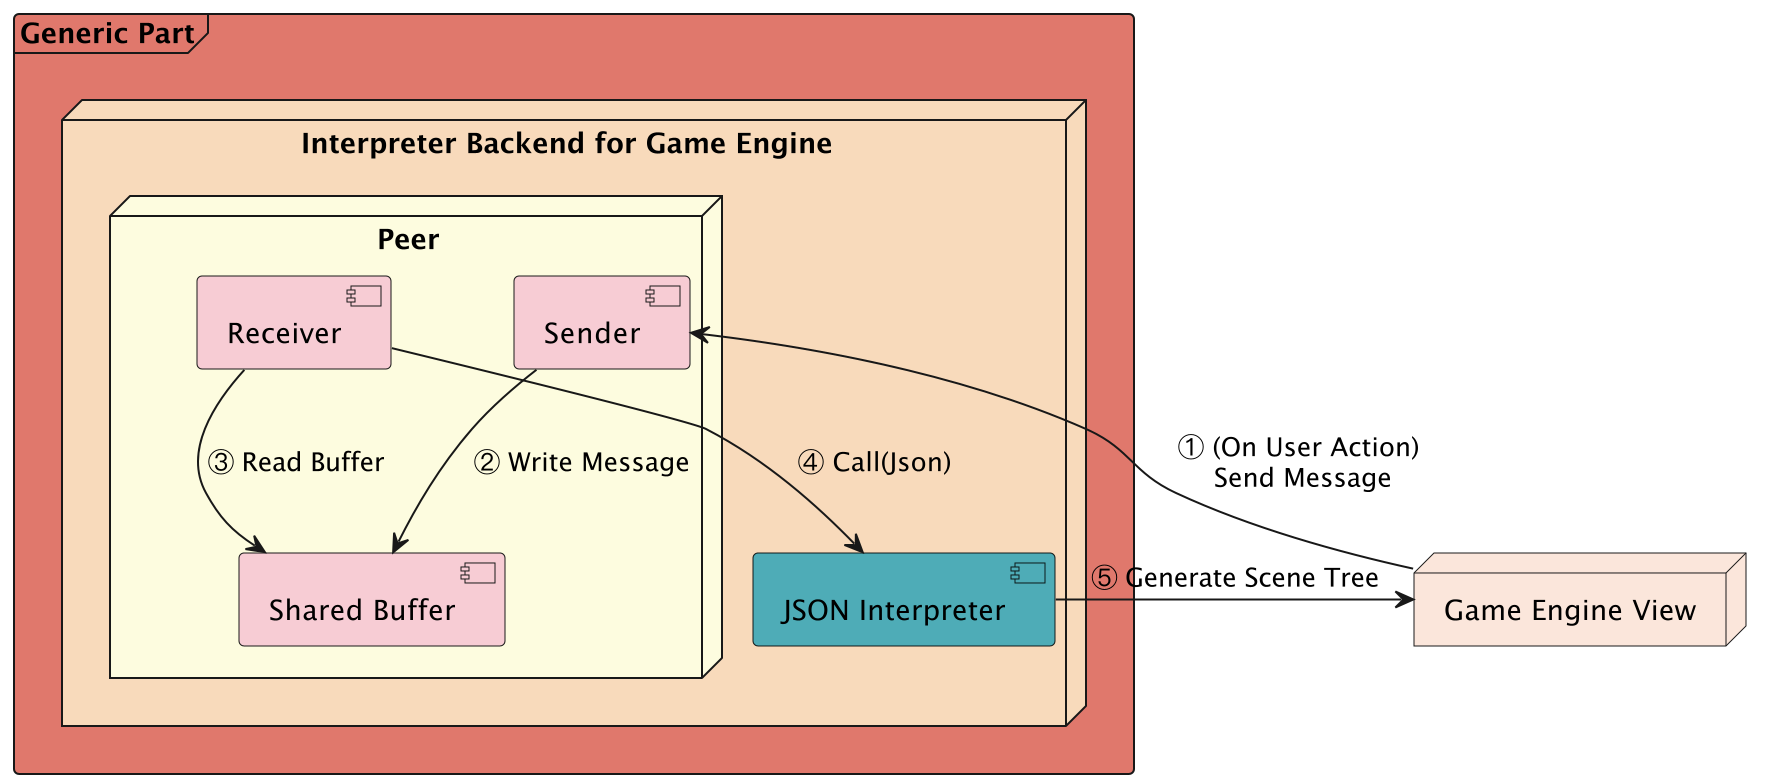 Generic Part
Interpreter Backend for Game Engine
Peer
Receiver
Sender
③ Read Buffer
② Write Message
④ Call(Json)
① (On User Action)
Send Message
Shared Buffer
JSON Interpreter
⑤ Generate Scene Tree
Game Engine View